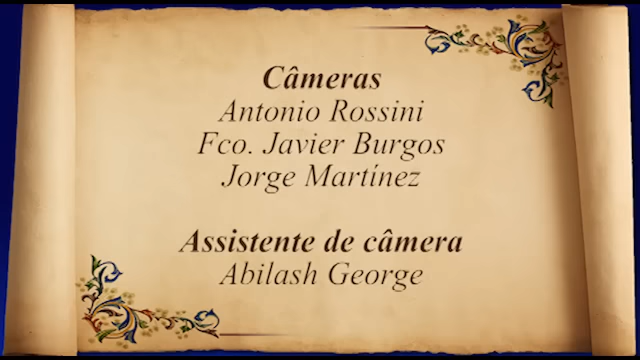 Câmeras
Antonio Rossini
Fco. Javier Burgos
Jorge Martínez
Assistente de câmera
Abilash George